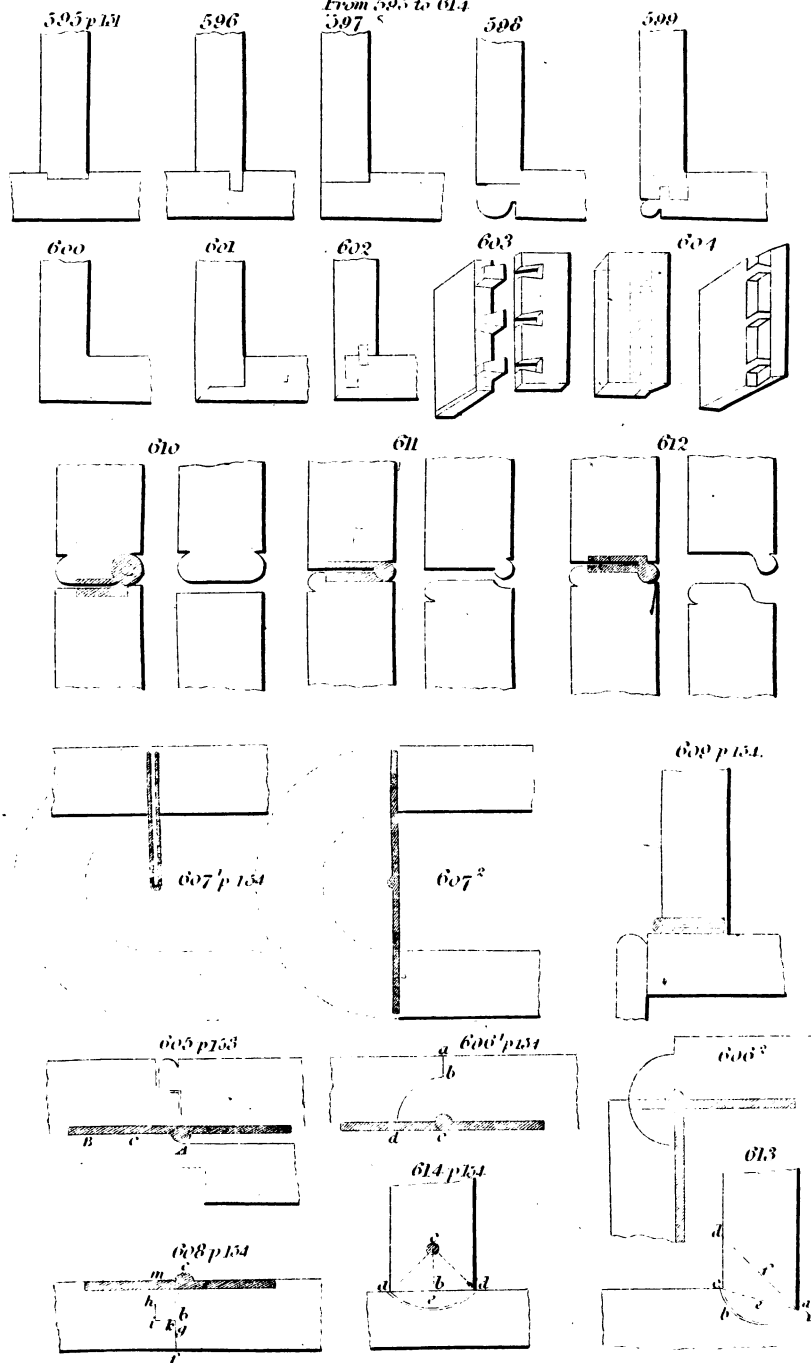 From 595 to 614
595 p 151
596
597
598
599
600
601
602
603
604
610
611
612
607¹ p 154
607²
609 p 154.
605 p 153
B C A
606¹ p 154
a
b
d c
606²
613
d
f
c
e
a
614 p 154
c
a b d
e
608 p 154
c
m
h
i k b
g
f